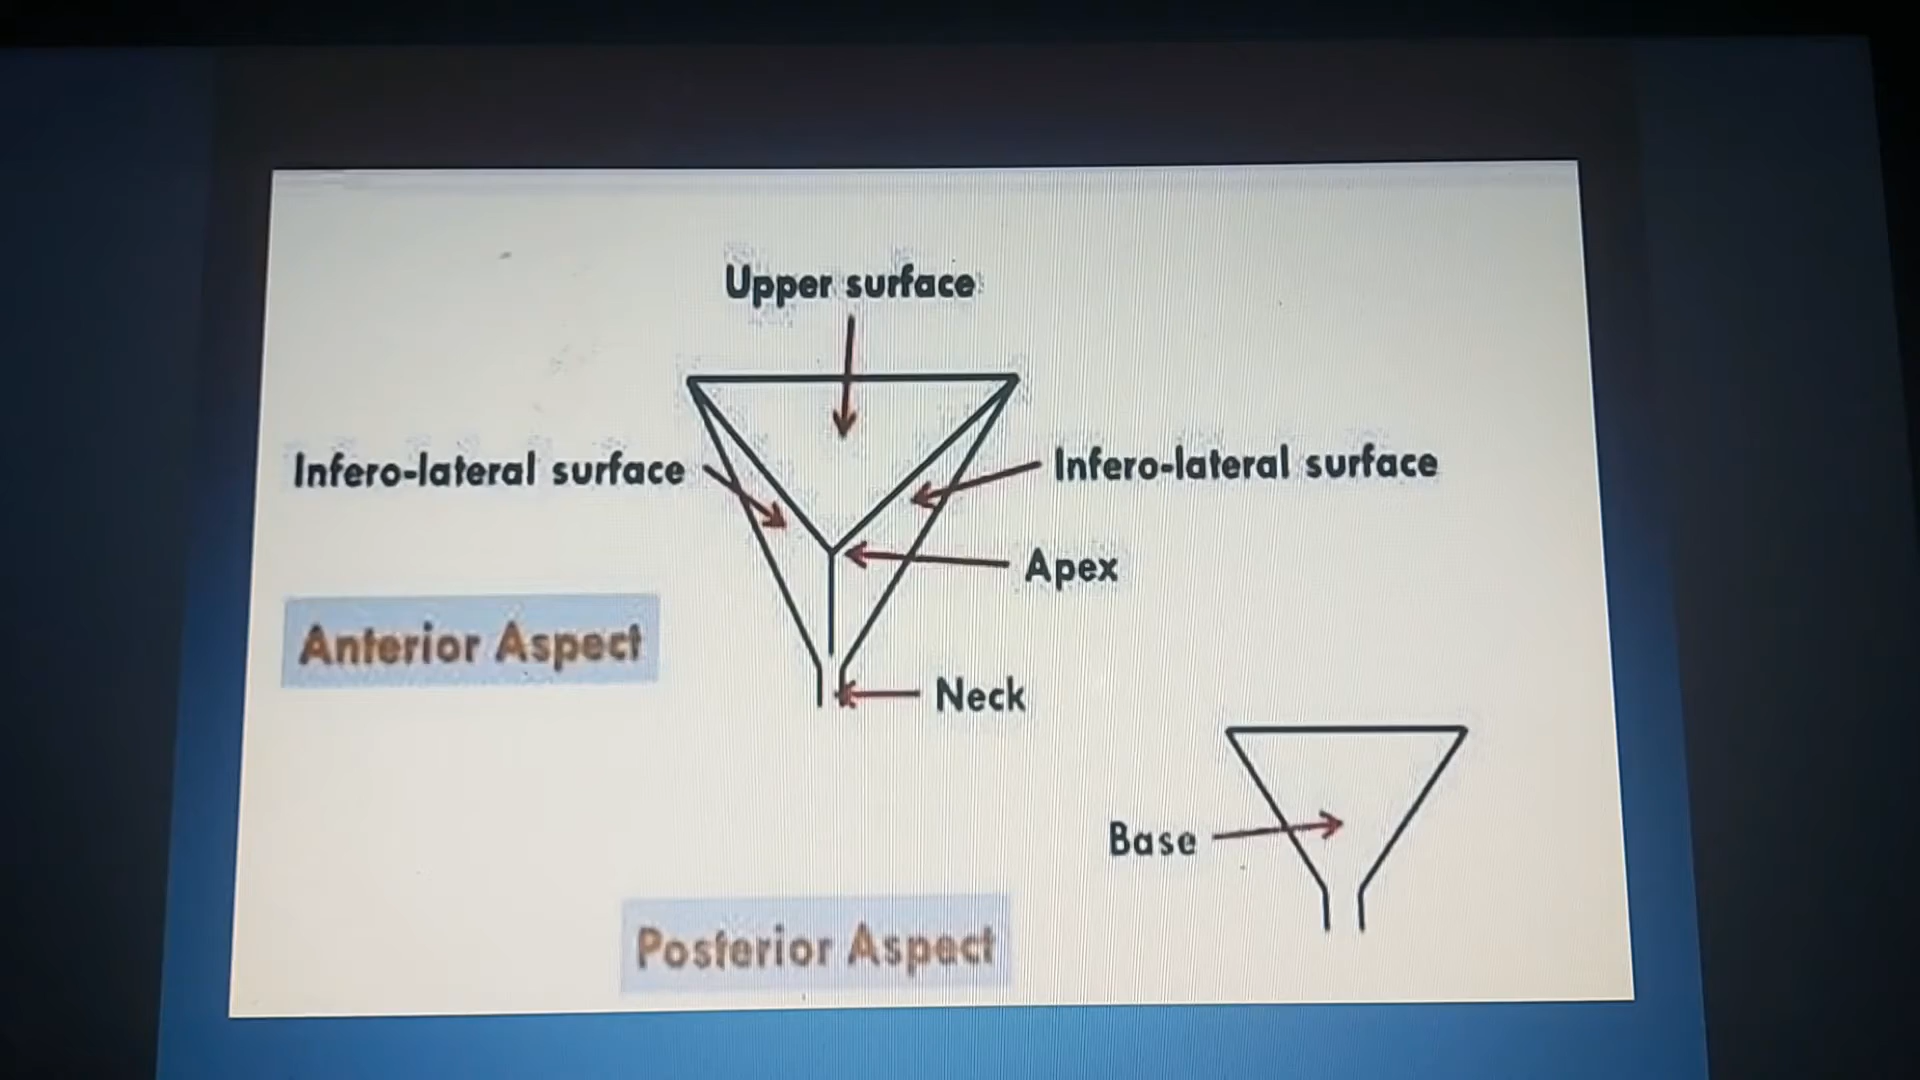 Upper surface
Infero-lateral surface
Infero-lateral surface
Apex
Anterior Aspect
Neck
Base
Posterior Aspect